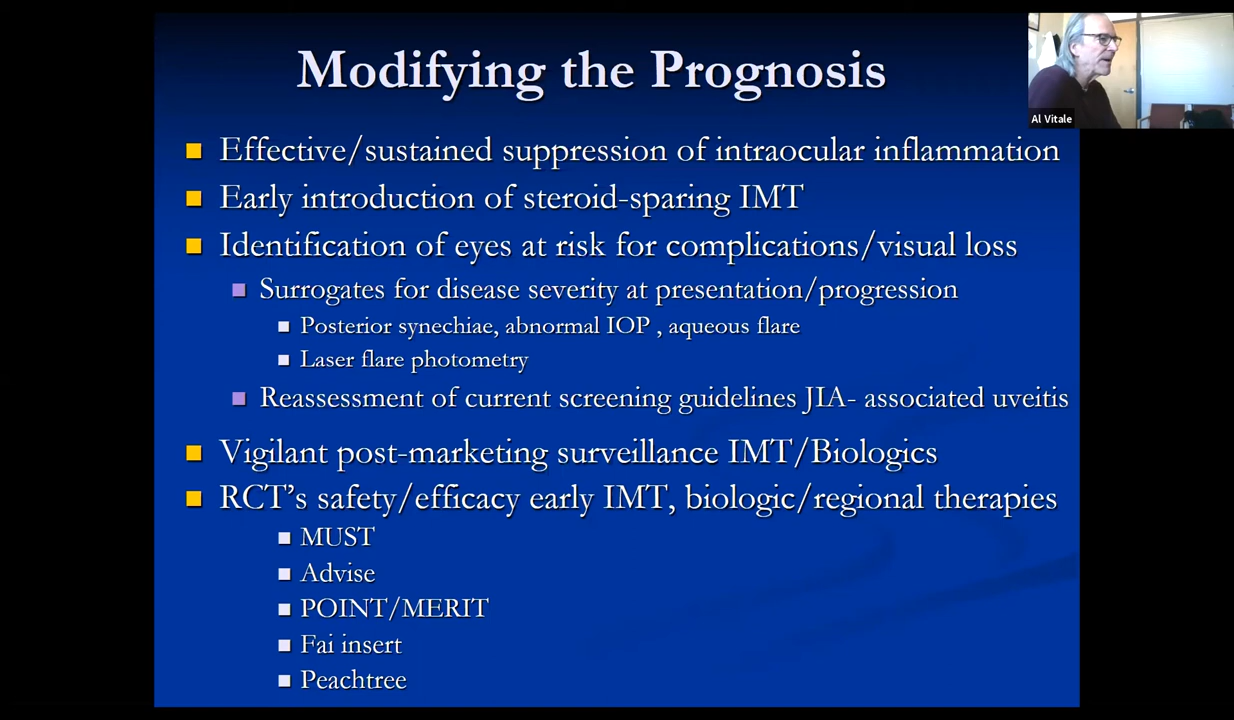 Modifying the Prognosis
Al Vitale
Effective/sustained suppression of intraocular inflammation
Early introduction of steroid-sparing IMT
Identification of eyes at risk for complications/visual loss
Surrogates for disease severity at presentation/progression
Posterior synechiae, abnormal IOP , aqueous flare
Laser flare photometry
Reassessment of current screening guidelines JIA- associated uveitis
Vigilant post-marketing surveillance IMT/Biologics
RCT's safety/efficacy early IMT, biologic/regional therapies
MUST
Advise
POINT/MERIT
Fai insert
Peachtree